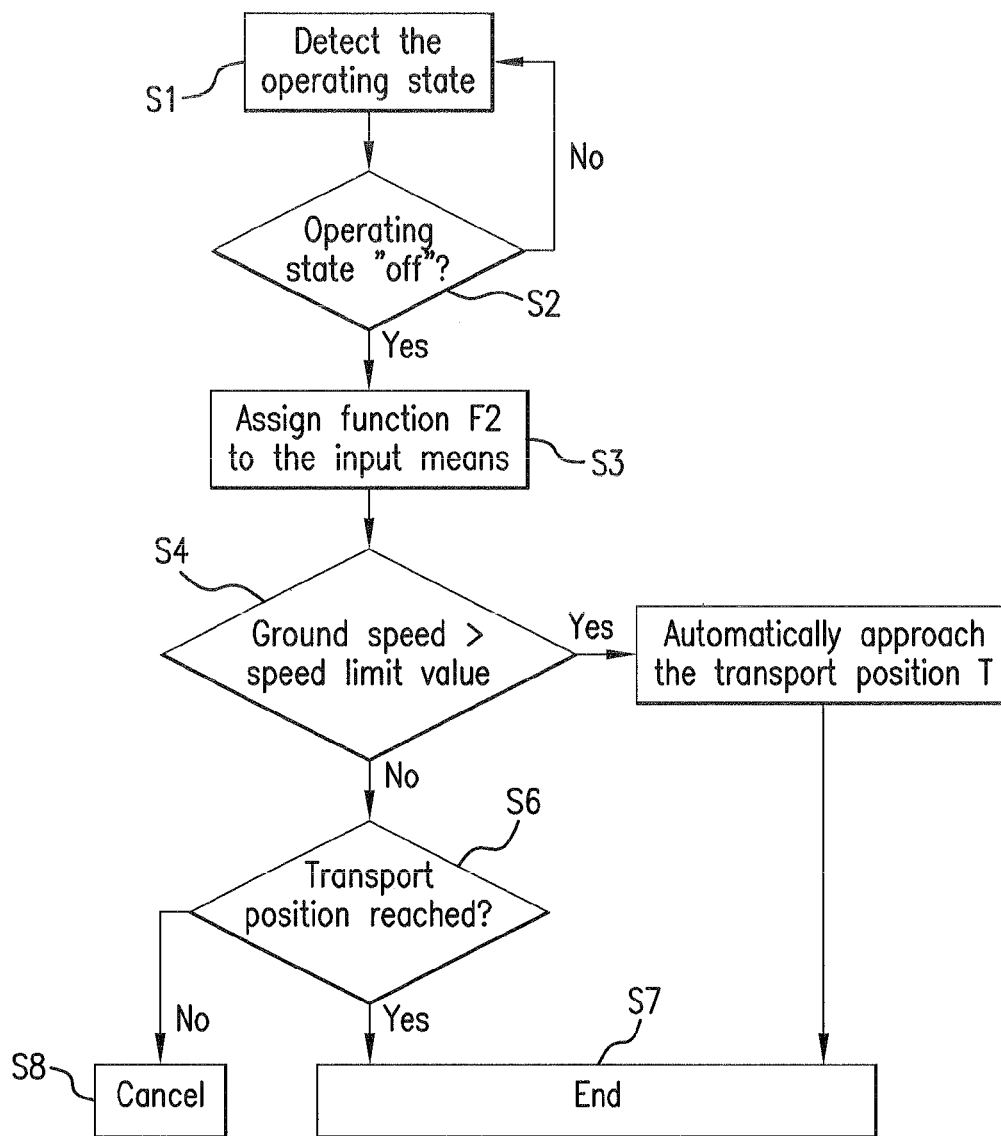 Detect the
operating state
S1
No
Operating
state "off"?
S2
Yes
Assign function F2
to the input means
S3
S4
Ground speed >
speed limit value
Yes
Automatically approach
the transport position T
No
S6
Transport
position reached?
No
Yes
S7
S8
Cancel
End